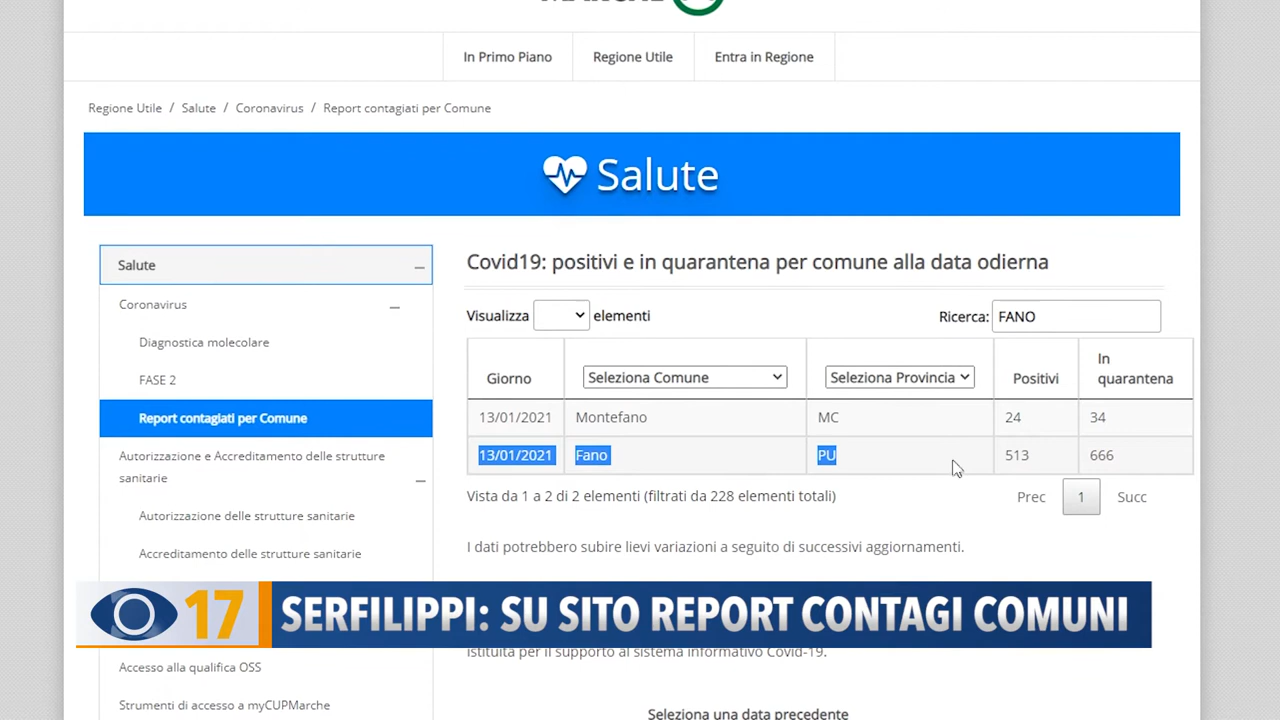 MARCHE
In Primo Piano
Regione Utile
Entra in Regione
Regione Utile / Salute / Coronavirus / Report contagiati per Comune
Salute
Salute
Coronavirus
Diagnostica molecolare
FASE 2
Report contagiati per Comune
Autorizzazione e Accreditamento delle strutture
sanitarie
Autorizzazione delle strutture sanitarie
Accreditamento delle strutture sanitarie
Accesso alla qualifica OSS
Strumenti di accesso a myCUPMarche
Covid19: positivi e in quarantena per comune alla data odierna
Visualizza elementi
Ricerca: FANO
Giorno Seleziona Comune Seleziona Provincia Positivi In
quarantena
13/01/2021 Montefano MC 24 34
13/01/2021 Fano PU 513 666
Vista da 1 a 2 di 2 elementi (filtrati da 228 elementi totali)
Prec 1 Succ
I dati potrebbero subire lievi variazioni a seguito di successivi aggiornamenti.
17 SERFILIPPI: SU SITO REPORT CONTAGI COMUNI
istituita per il supporto al sistema informativo Covid-19.
Seleziona una data precedente